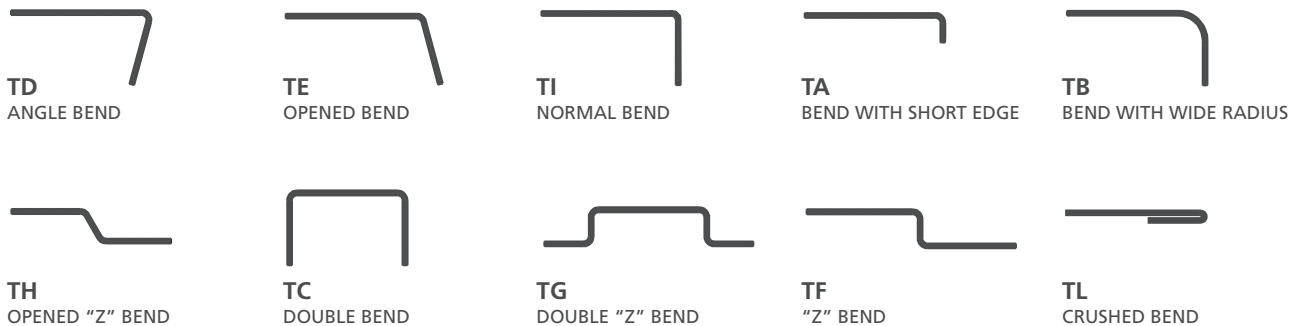 TD
ANGLE BEND
TE
OPENED BEND
TI
NORMAL BEND
TA
BEND WITH SHORT EDGE
TB
BEND WITH WIDE RADIUS
TH
OPENED “Z” BEND
TC
DOUBLE BEND
TG
DOUBLE “Z” BEND
TF
“Z” BEND
TL
CRUSHED BEND